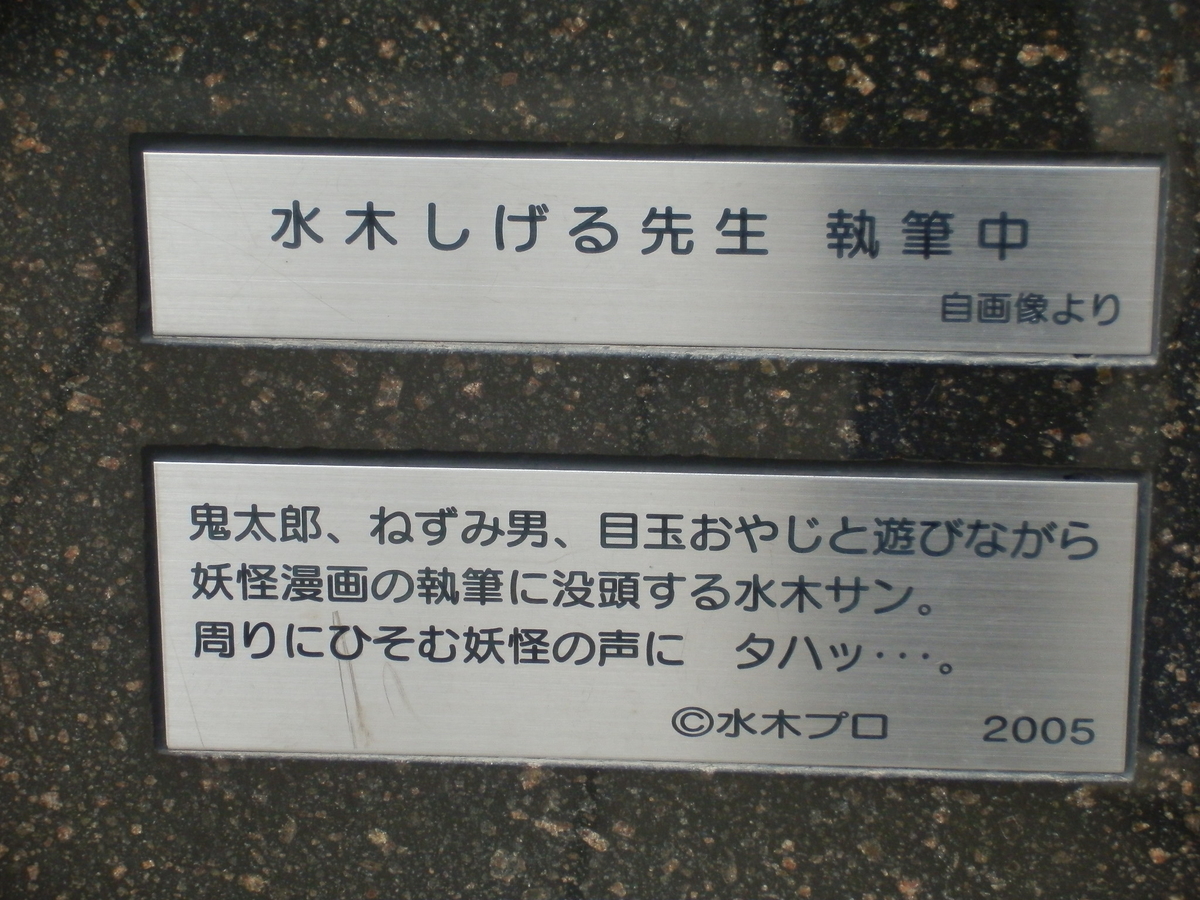 水木しげる先生 執筆中
自画像より
鬼太郎、ねずみ男、目玉おやじと遊びながら
妖怪漫画の執筆に没頭する水木サン。
周りにひそむ妖怪の声に　タハッ・・・。
©水木プロ　2005